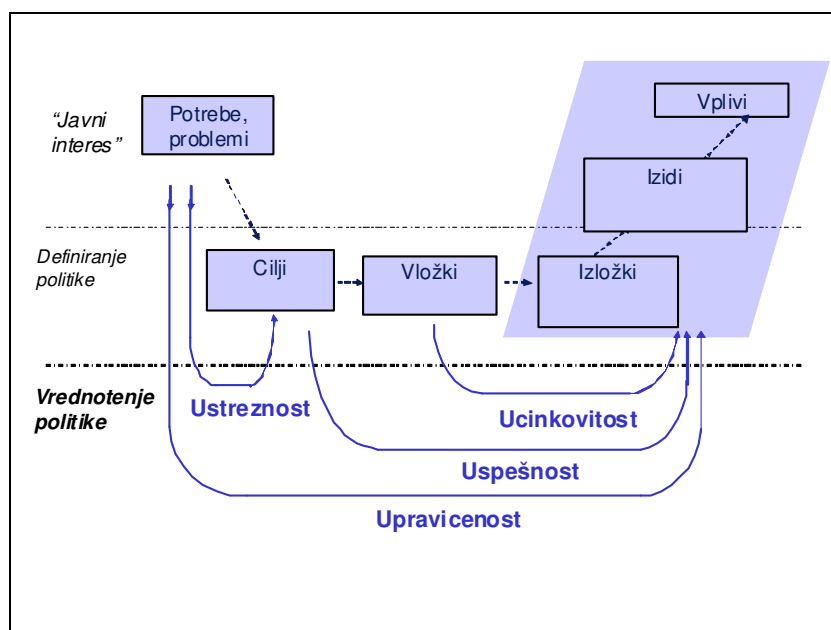 Vplivi
“Javni
interes”
Potrebe,
problemi
Izidi
Definiranje
politike
Cilji
Vložki
Izložki
Vrednotenje
politike
Ustreznost
Ucinkovitost
Uspešnost
Upravicenost